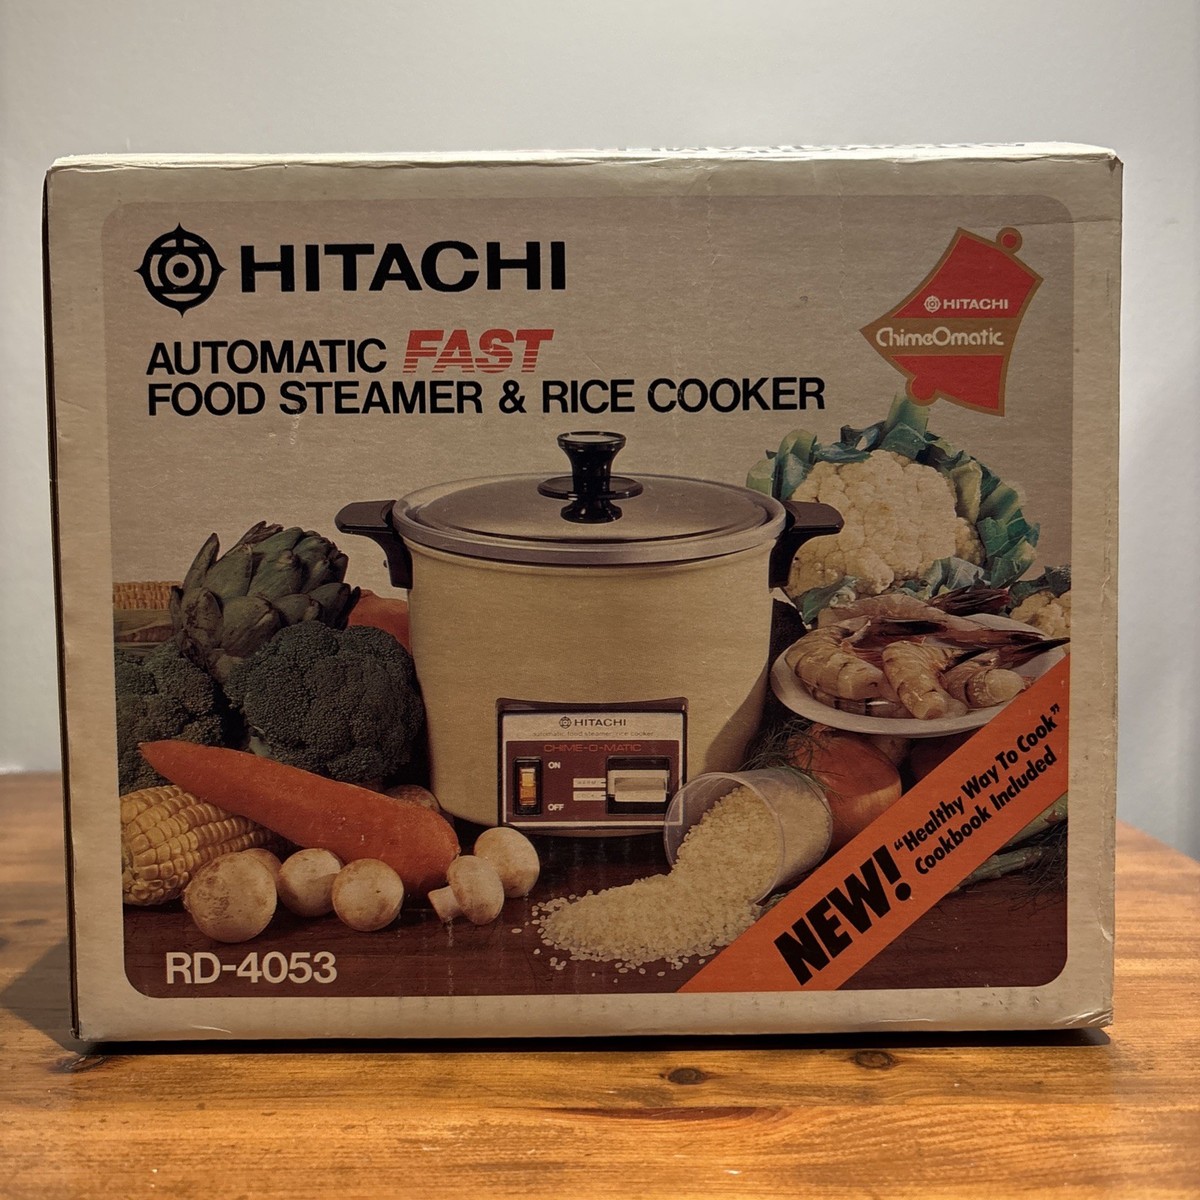 HITACHI
AUTOMATIC FAST
FOOD STEAMER & RICE COOKER
HITACHI
ChimeOmatic
HITACHI
automatic food steamer/rice cooker
CHIME-O-MATIC
ON
OFF
NEW! "Healthy Way To Cook"
Cookbook Included
RD-4053